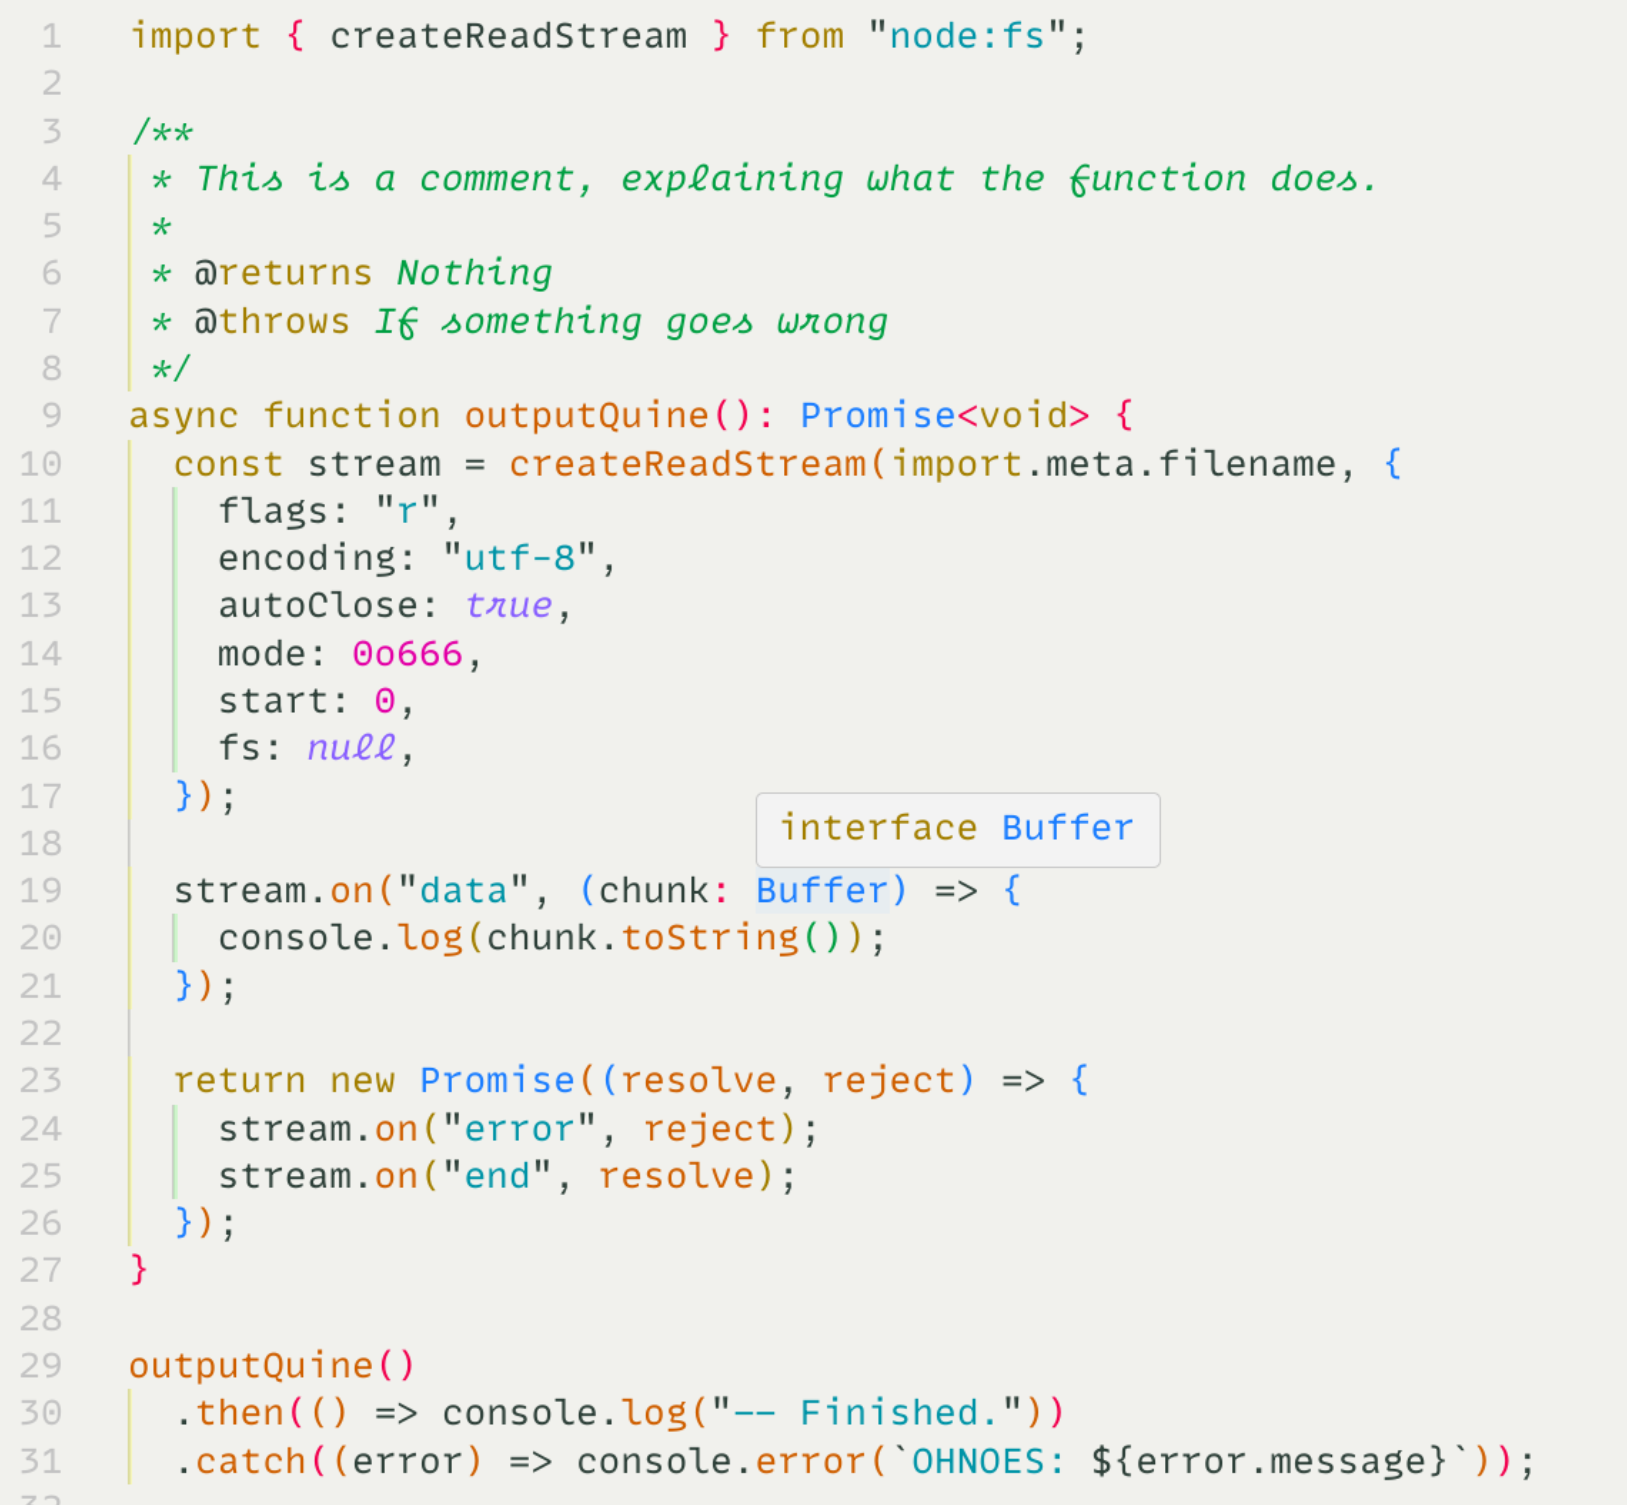 1 import { createReadStream } from "node:fs";
2
3 /**
4  * This is a comment, explaining what the function does.
5  *
6  * @returns Nothing
7  * @throws If something goes wrong
8  */
9 async function outputQuine(): Promise<void> {
10   const stream = createReadStream(import.meta.filename, {
11     flags: "r",
12     encoding: "utf-8",
13     autoClose: true,
14     mode: 0o666,
15     start: 0,
16     fs: null,
17   });
interface Buffer
18
19   stream.on("data", (chunk: Buffer) => {
20     console.log(chunk.toString());
21   });
22
23   return new Promise((resolve, reject) => {
24     stream.on("error", reject);
25     stream.on("end", resolve);
26   });
27 }
28
29 outputQuine()
30   .then(() => console.log("-- Finished."))
31   .catch((error) => console.error(`OHNOES: ${error.message}`));
32